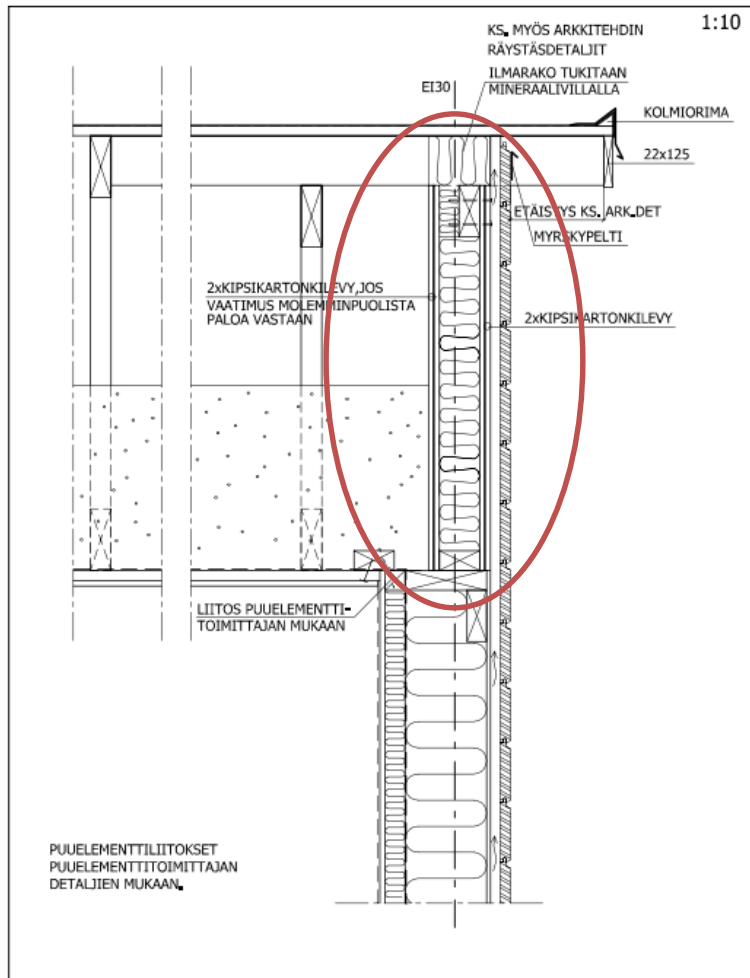 1:10
KS. MYÖS ARKKITEHDIN
RÄYSTÄSDETALJIT
ILMARAKO TUKITAAN
MINERAALIVILLALLA
EI30
KOLMIORIMA
22x125
ETÄISTYS KS. ARK.DET
MYRSKYPELTI
2xKIPSIKARTONKILEVY,JOS
VAATIMUS MOLEMMINPUOLISTA
PALOA VASTAAN
2xKIPSIKARTONKILEVY
LIITOS PUUELEMENTTI-
TOIMITTAJAN MUKAAN
PUUELEMENTTILIITOKSET
PUUELEMENTTITOIMITTAJAN
DETALJIEN MUKAAN.